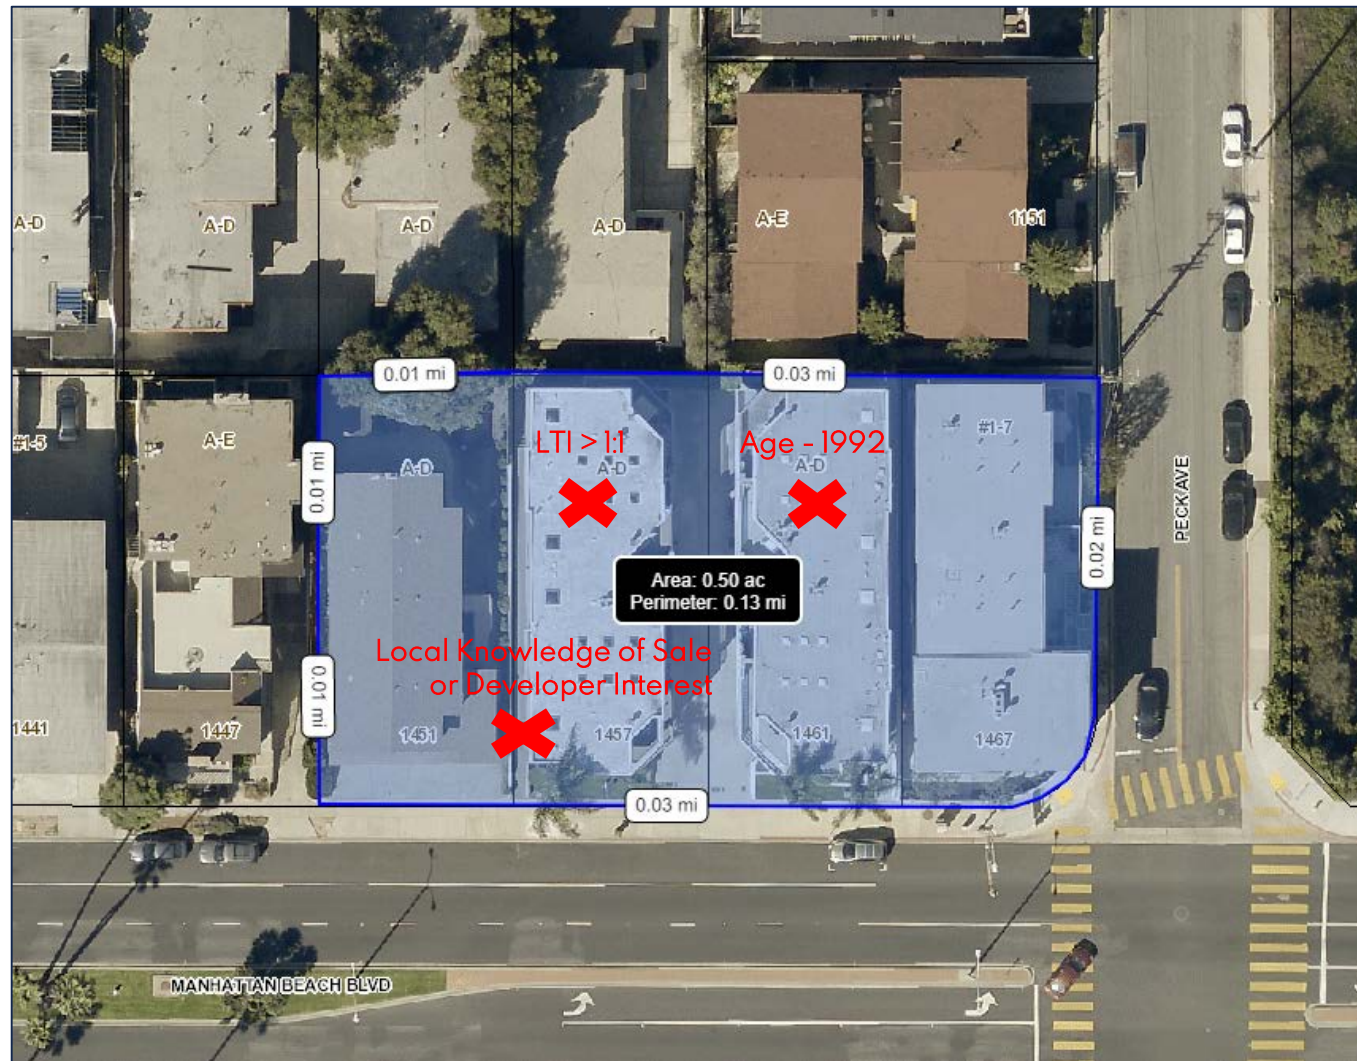 A-D
A-D
A-D
A-D
A-E
1151
0.01 mi
0.03 mi
#1-5
A-E
0.01 mi
A-D
LTI > 1:1
A-D
Age - 1992
A-D
#1-7
PECK AVE
0.02 mi
Area: 0.50 ac
Perimeter: 0.13 mi
Local Knowledge of Sale
or Developer Interest
0.01 mi
1441
1447
1451
1457
1461
1467
0.03 mi
MANHATTAN BEACH BLVD